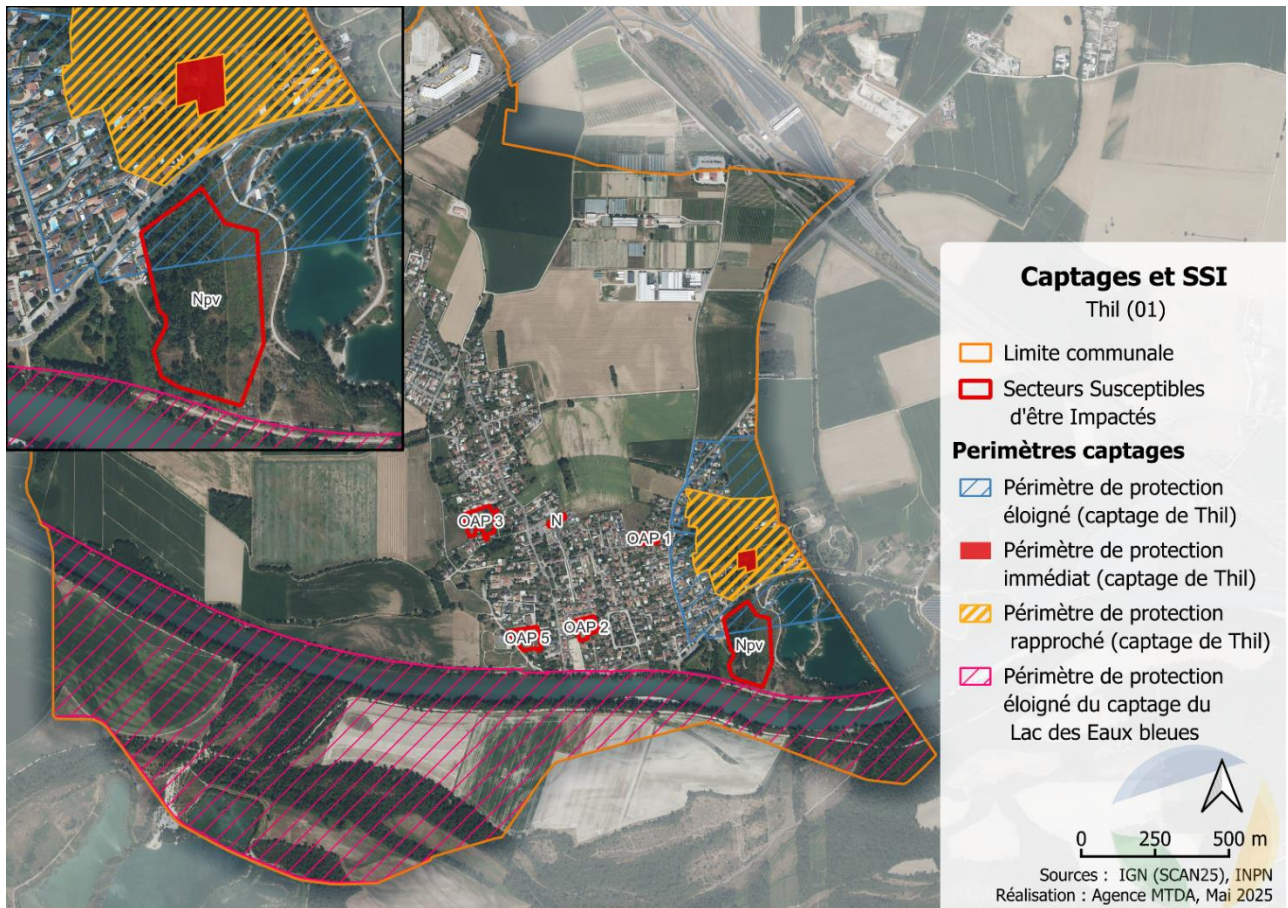 Npv
OAP 3
N
OAP 1
OAP 5
OAP 2
Npv
Captages et SSI
Thil (01)
Limite communale
Secteurs Susceptibles
d'être Impactés
Perimètres captages
Périmètre de protection
éloigné (captage de Thil)
Périmètre de protection
immédiat (captage de Thil)
Périmètre de protection
rapproché (captage de Thil)
Périmètre de protection
éloigné du captage du
Lac des Eaux bleues
0 250 500 m
Sources : IGN (SCAN25), INPN
Réalisation : Agence MTDA, Mai 2025